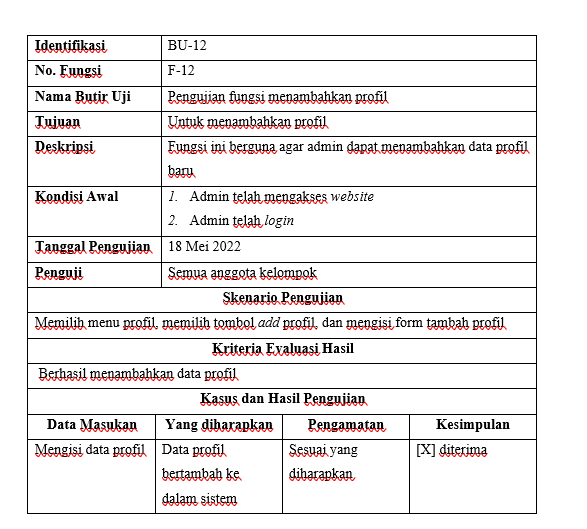 Identifikasi BU-12
No. Fungsi F-12
Nama Butir Uji Pengujian fungsi menambahkan profil
Tujuan Untuk menambahkan profil
Deskripsi Fungsi ini berguna agar admin dapat menambahkan data profil
baru
Kondisi Awal 1. Admin telah mengakses website
2. Admin telah login
Tanggal Pengujian 18 Mei 2022
Penguji Semua anggota kelompok
Skenario Pengujian
Memilih menu profil, memilih tombol add profil, dan mengisi form tambah profil
Kriteria Evaluasi Hasil
Berhasil menambahkan data profil
Kasus dan Hasil Pengujian
Data Masukan Yang diharapkan Pengamatan Kesimpulan
Mengisi data profil Data profil Sesuai yang [X] diterima
bertambah ke diharapkan
dalam sistem